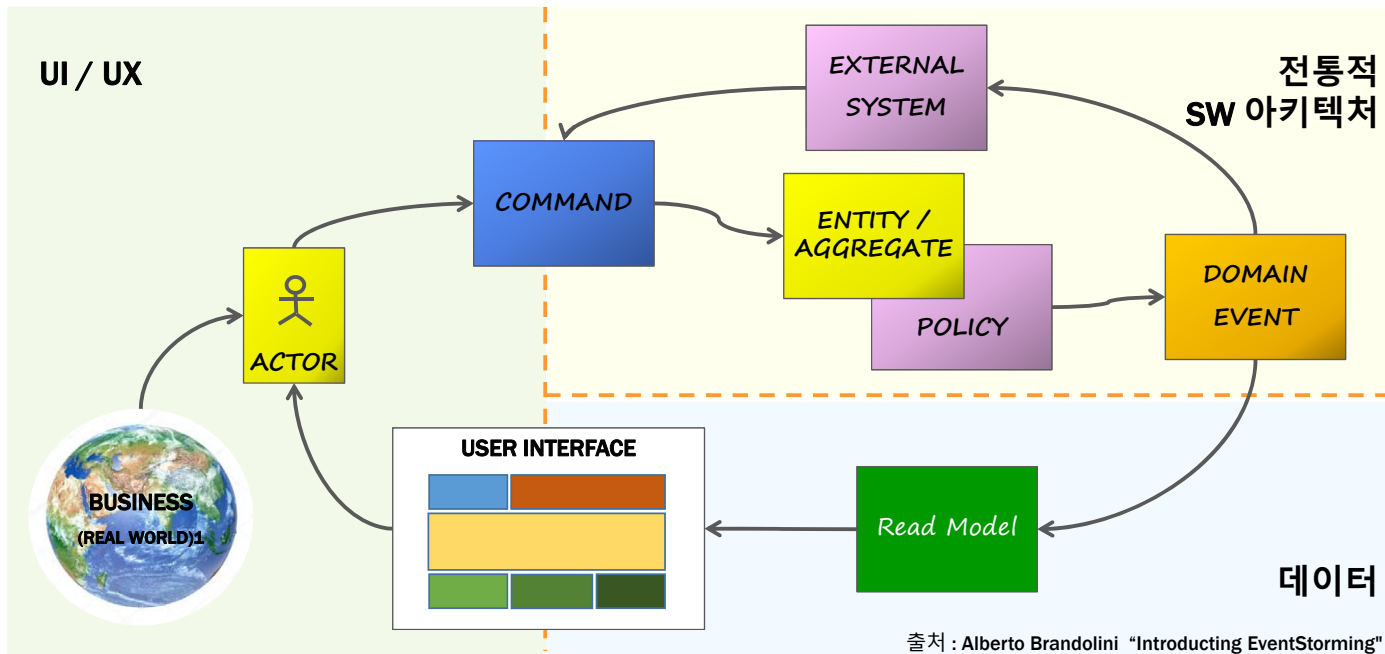 UI / UX
전통적
SW 아키텍처
EXTERNAL
SYSTEM
COMMAND
ENTITY /
AGGREGATE
POLICY
DOMAIN
EVENT
ACTOR
BUSINESS
(REAL WORLD)1
USER INTERFACE
Read Model
데이터
출처 : Alberto Brandolini “Introducting EventStorming"